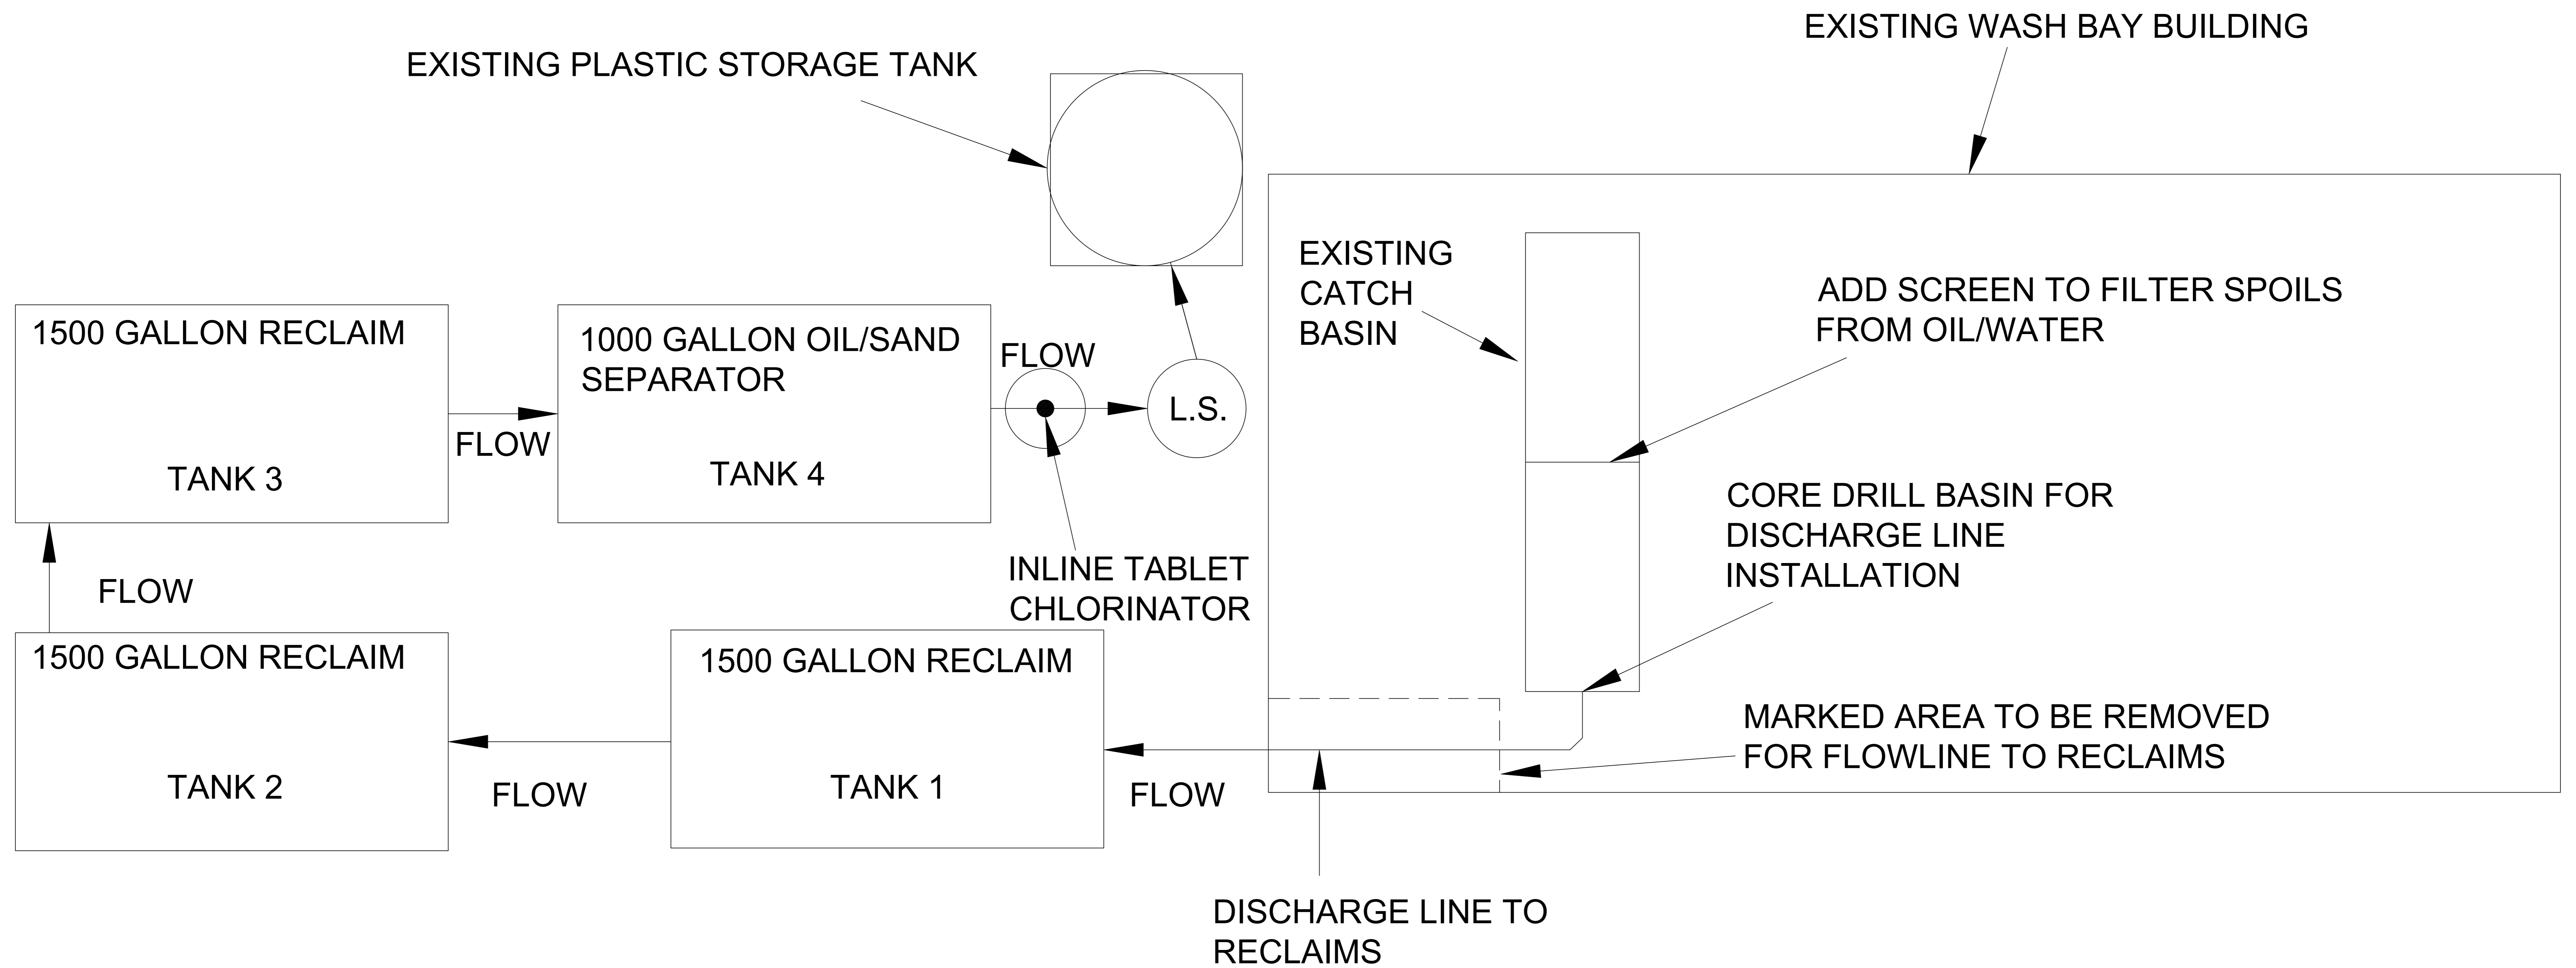 EXISTING WASH BAY BUILDING
EXISTING PLASTIC STORAGE TANK
EXISTING
CATCH
BASIN
ADD SCREEN TO FILTER SPOILS
FROM OIL/WATER
1500 GALLON RECLAIM
TANK 3
FLOW
1000 GALLON OIL/SAND
SEPARATOR
TANK 4
FLOW
L.S.
CORE DRILL BASIN FOR
DISCHARGE LINE
INSTALLATION
INLINE TABLET
CHLORINATOR
FLOW
1500 GALLON RECLAIM
TANK 2
FLOW
1500 GALLON RECLAIM
TANK 1
FLOW
MARKED AREA TO BE REMOVED
FOR FLOWLINE TO RECLAIMS
DISCHARGE LINE TO
RECLAIMS